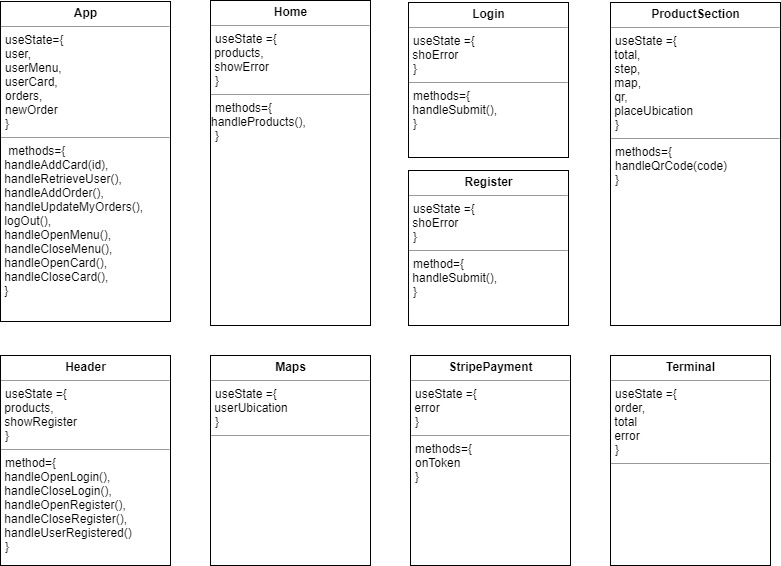 App
useState={
user,
userMenu,
userCard,
orders,
newOrder
}
methods={
handleAddCard(id),
handleRetrieveUser(),
handleAddOrder(),
handleUpdateMyOrders(),
logOut(),
handleOpenMenu(),
handleCloseMenu(),
handleOpenCard(),
handleCloseCard(),
}
Home
useState ={
products,
showError
}
methods={
handleProducts(),
}
Login
useState ={
shoError
}
methods={
handleSubmit(),
}
Register
useState ={
shoError
}
method={
handleSubmit(),
}
ProductSection
useState ={
total,
step,
map,
qr,
placeUbication
}
methods={
handleQrCode(code)
}
Header
useState ={
products,
showRegister
}
method={
handleOpenLogin(),
handleCloseLogin(),
handleOpenRegister(),
handleCloseRegister(),
handleUserRegistered()
}
Maps
useState ={
userUbication
}
StripePayment
useState ={
error
}
methods={
onToken
}
Terminal
useState ={
order,
total
error
}